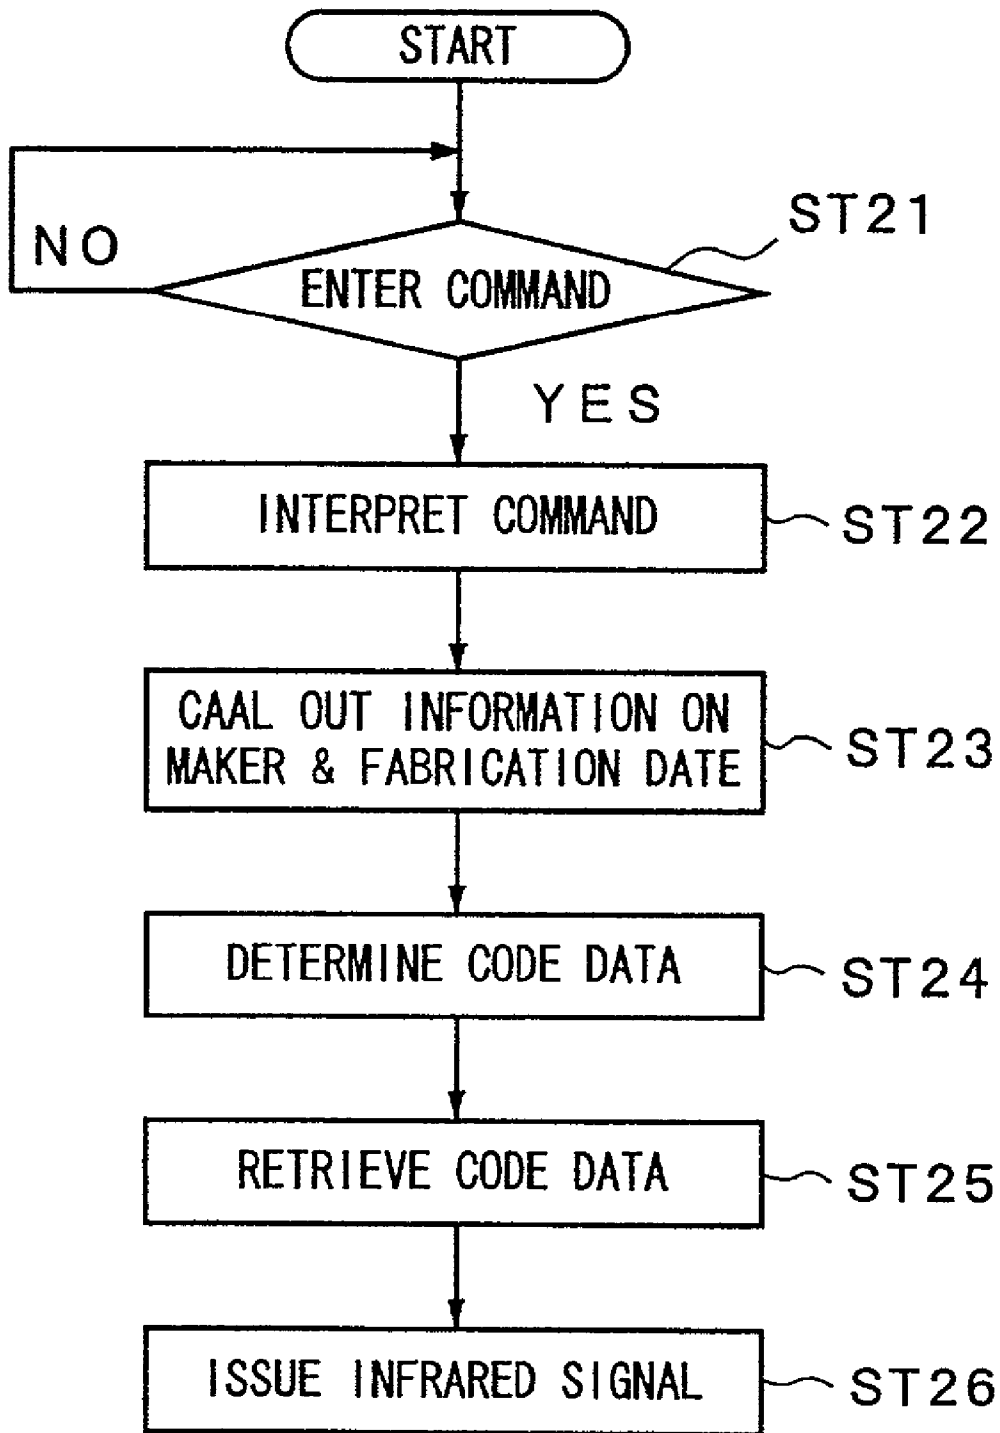 START
NO
ENTER COMMAND
ST21
YES
INTERPRET COMMAND
ST22
CAAL OUT INFORMATION ON
MAKER & FABRICATION DATE
ST23
DETERMINE CODE DATA
ST24
RETRIEVE CODE DATA
ST25
ISSUE INFRARED SIGNAL
ST26